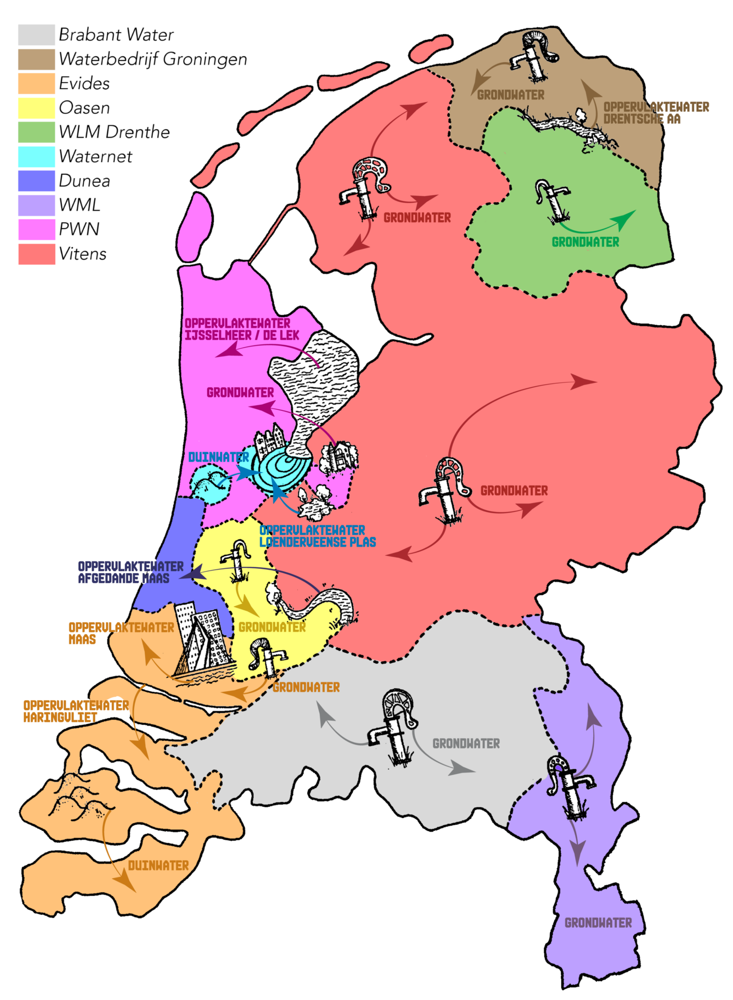 Brabant Water
Waterbedrijf Groningen
Evides
Oasen
WLM Drenthe
Waternet
Dunea
WML
PWN
Vitens
GRONDWATER
OPPERVLAKTEWATER
DRENTSCHE AA
GRONDWATER
GRONDWATER
OPPERVLAKTEWATER
IJSSELMEER / DE LEK
GRONDWATER
DUINWATER
GRONDWATER
OPPERVLAKTEWATER
LOENDERVEENSE PLAS
OPPERVLAKTEWATER
AFGEDAMDE MAAS
OPPERVLAKTEWATER
MAAS
GRONDWATER
GRONDWATER
OPPERVLAKTEWATER
HARINGVLIET
GRONDWATER
DUINWATER
GRONDWATER